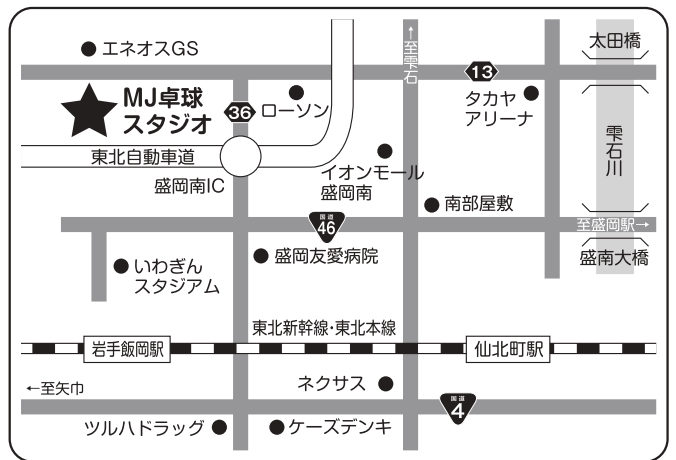 エネオスGS
↑至雫石
太田橋
13
MJ卓球
スタジオ
36
ローソン
タカヤ
アリーナ
雫石川
東北自動車道
盛岡南IC
イオンモール
盛岡南
南部屋敷
国道
46
至盛岡駅→
盛岡友愛病院
盛南大橋
いわぎん
スタジアム
東北新幹線・東北本線
岩手飯岡駅
仙北町駅
←至矢巾
ネクサス
国道
4
ツルハドラッグ
ケーズデンキ